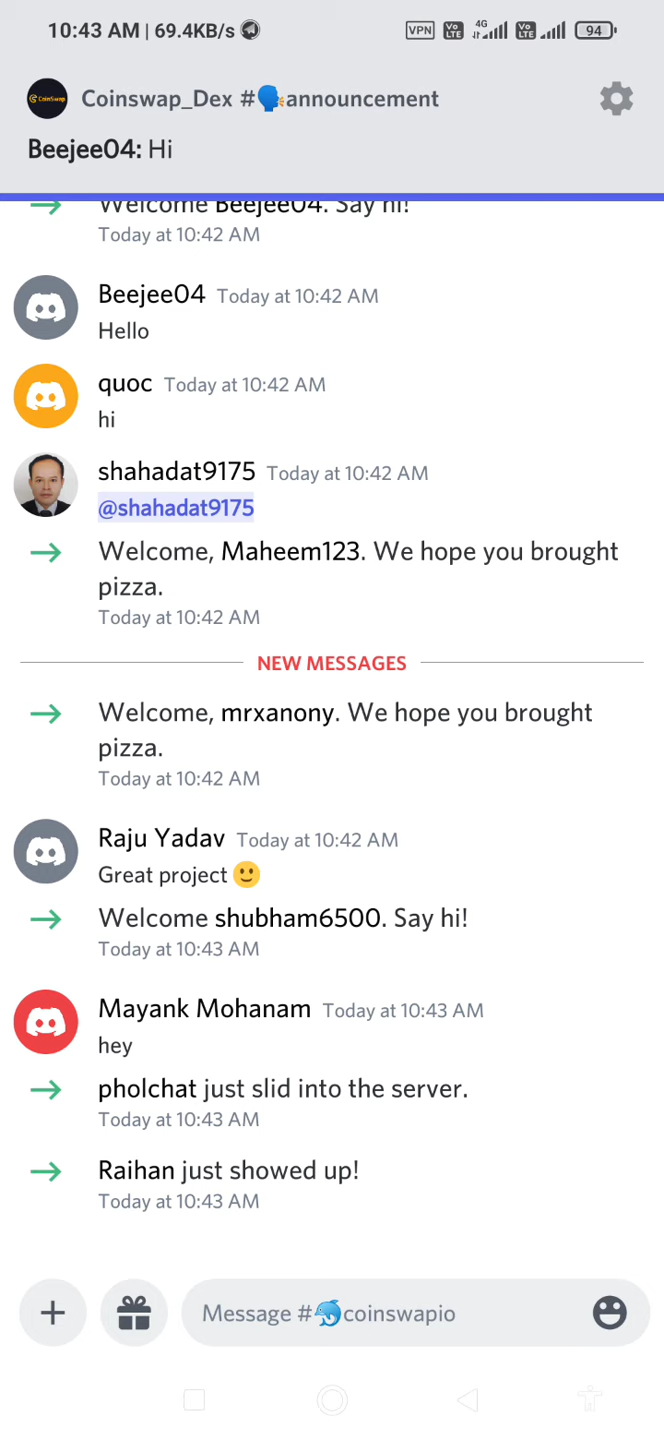 10:43 AM | 69.4KB/s
VPN Vo LTE 4G Vo LTE 94
CoinSwap
Coinswap_Dex #🗣️announcement
Beejee04: Hi
Welcome Beejee04. Say hi!
Today at 10:42 AM
Beejee04 Today at 10:42 AM
Hello
quoc Today at 10:42 AM
hi
shahadat9175 Today at 10:42 AM
@shahadat9175
Welcome, Maheem123. We hope you brought
pizza.
Today at 10:42 AM
NEW MESSAGES
Welcome, mrxanony. We hope you brought
pizza.
Today at 10:42 AM
Raju Yadav Today at 10:42 AM
Great project 🙂
Welcome shubham6500. Say hi!
Today at 10:43 AM
Mayank Mohanam Today at 10:43 AM
hey
pholchat just slid into the server.
Today at 10:43 AM
Raihan just showed up!
Today at 10:43 AM
Message #🐬coinswapio